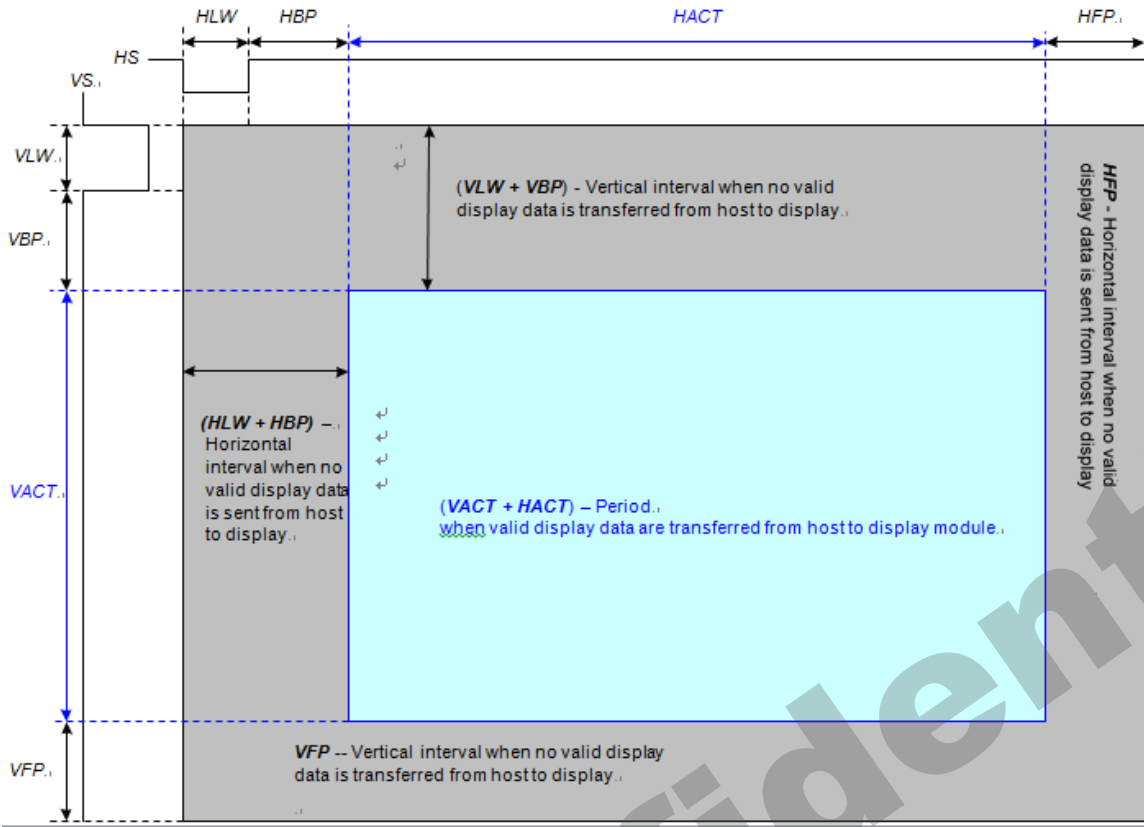 HLW HBP HACT HFP
HS
VS
VLW
VBP
VACT
VFP
(VLW + VBP) - Vertical interval when no valid
display data is transferred from host to display
HFP - Horizontal interval when no valid
display data is sent from host to display
(HLW + HBP) –
Horizontal
interval when no
valid display data
is sent from host
to display
(VACT + HACT) – Period
when valid display data are transferred from host to display module
VFP -- Vertical interval when no valid display
data is transferred from host to display
fident